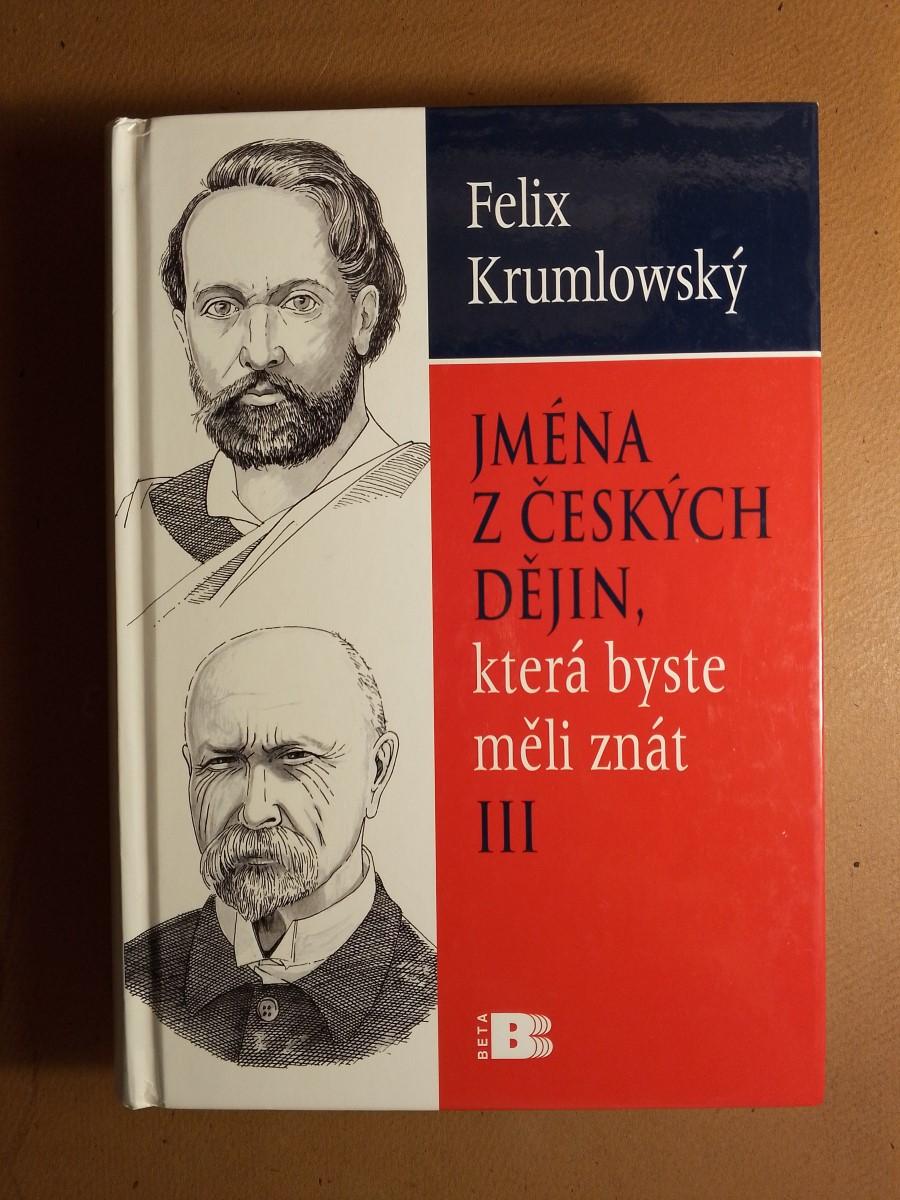 Felix
Krumlowský
JMÉNA
Z ČESKÝCH
DĚJIN,
která byste
měli znát
III
BETA
B